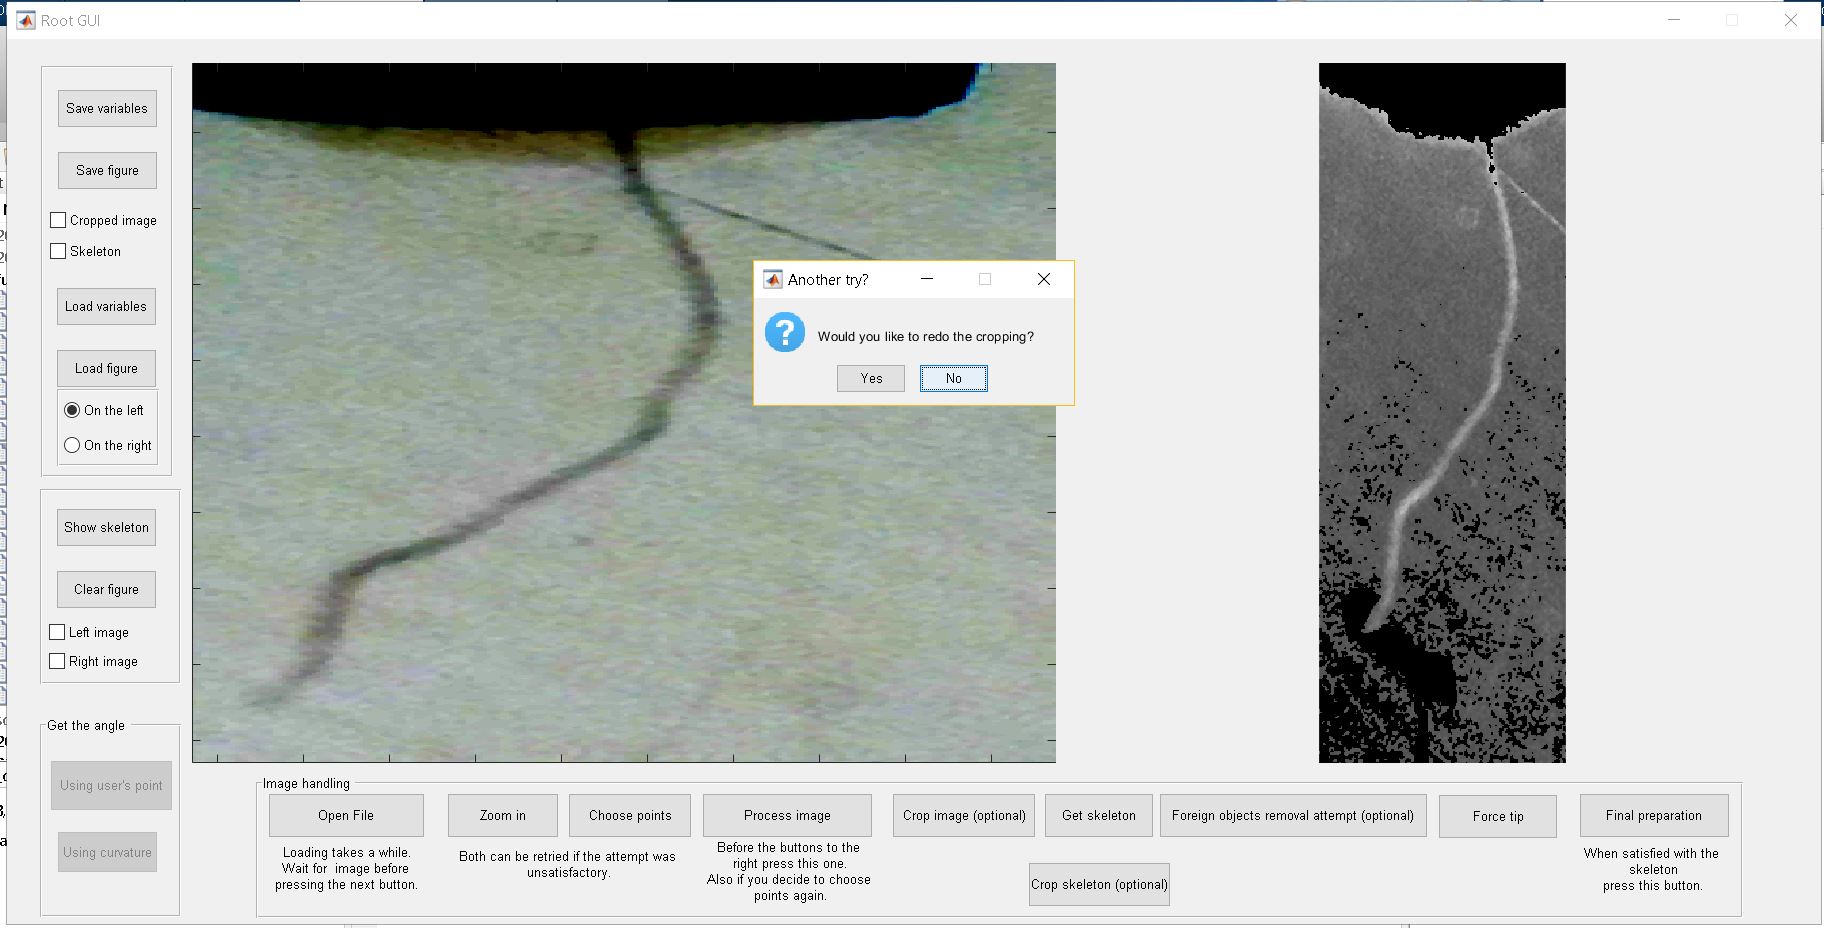 Root GUI
Save variables
Save figure
Cropped image
Skeleton
Load variables
Load figure
On the left
On the right
Show skeleton
Clear figure
Left image
Right image
Get the angle
Using user's point
Using curvature
Another try?
Would you like to redo the cropping?
Yes
No
Image handling
Open File
Loading takes a while.
Wait for image before
pressing the next button.
Zoom in
Choose points
Both can be retried if the attempt was
unsatisfactory.
Process image
Before the buttons to the
right press this one.
Also if you decide to choose
points again.
Crop image (optional)
Get skeleton
Foreign objects removal attempt (optional)
Crop skeleton (optional)
Force tip
Final preparation
When satisfied with the
skeleton
press this button.